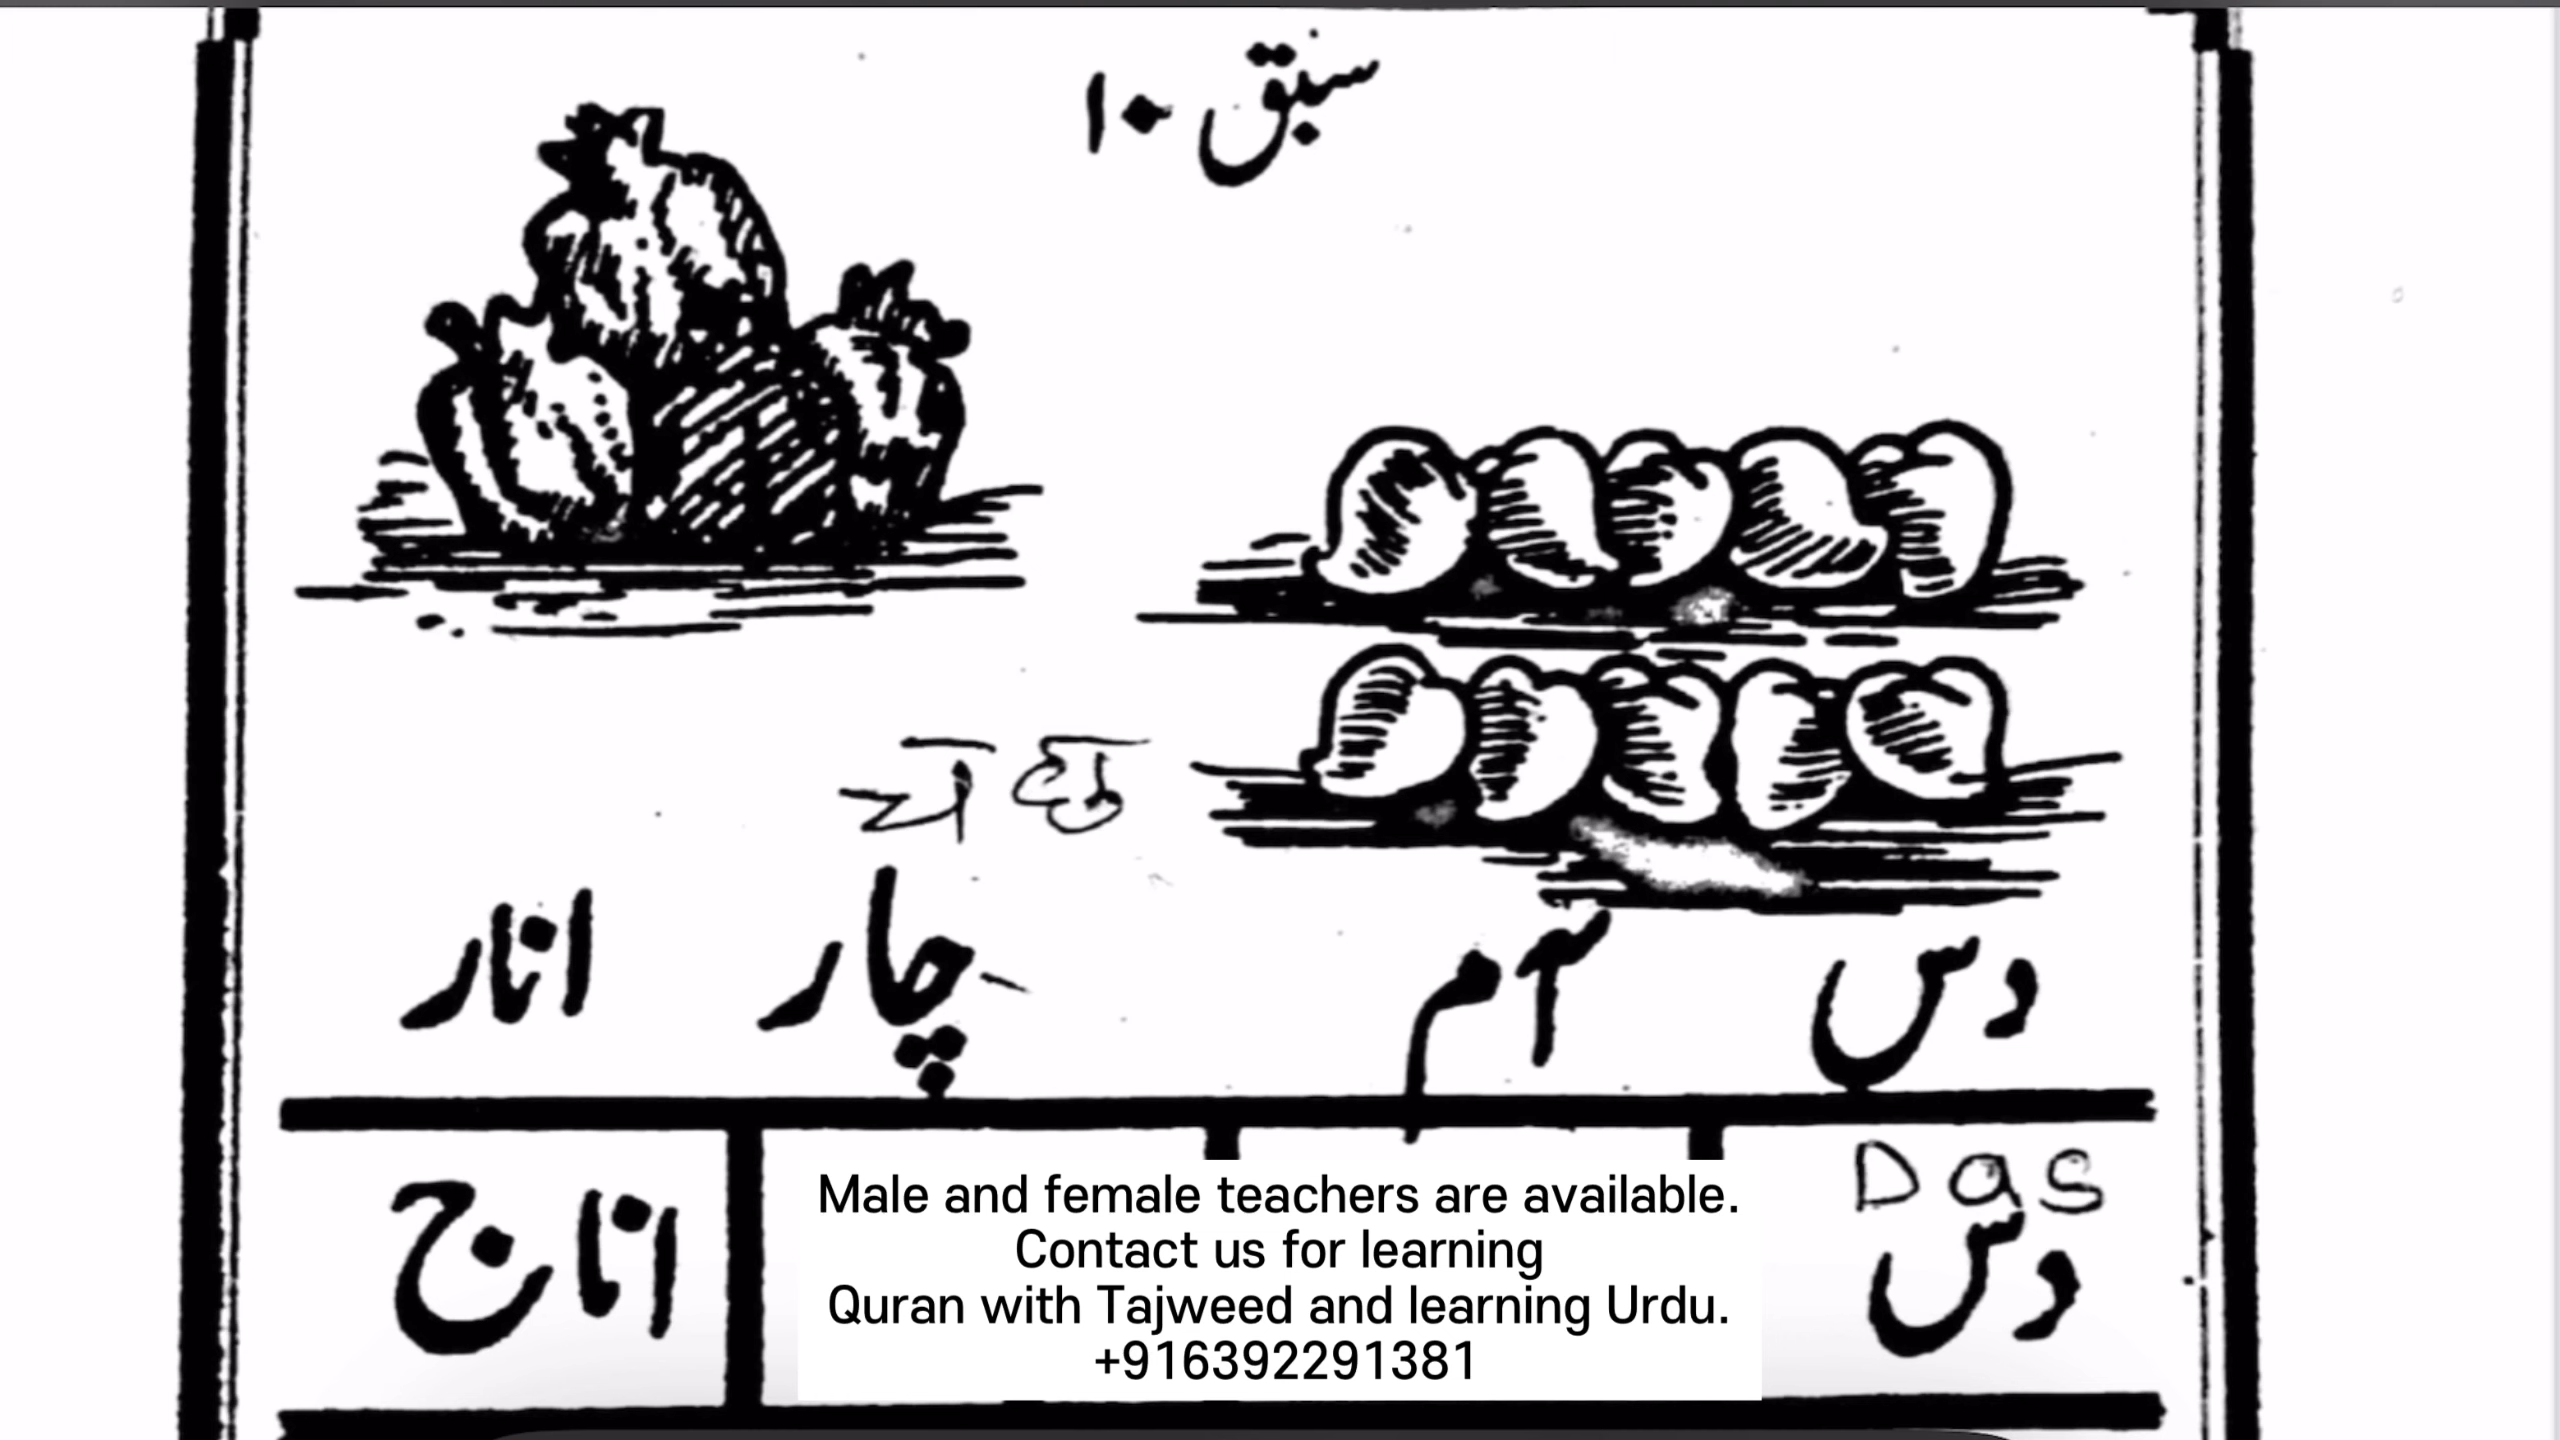 سبق ۱۰
دس آم چار انار
Das
دس اناج
Male and female teachers are available.
Contact us for learning
Quran with Tajweed and learning Urdu.
+916392291381